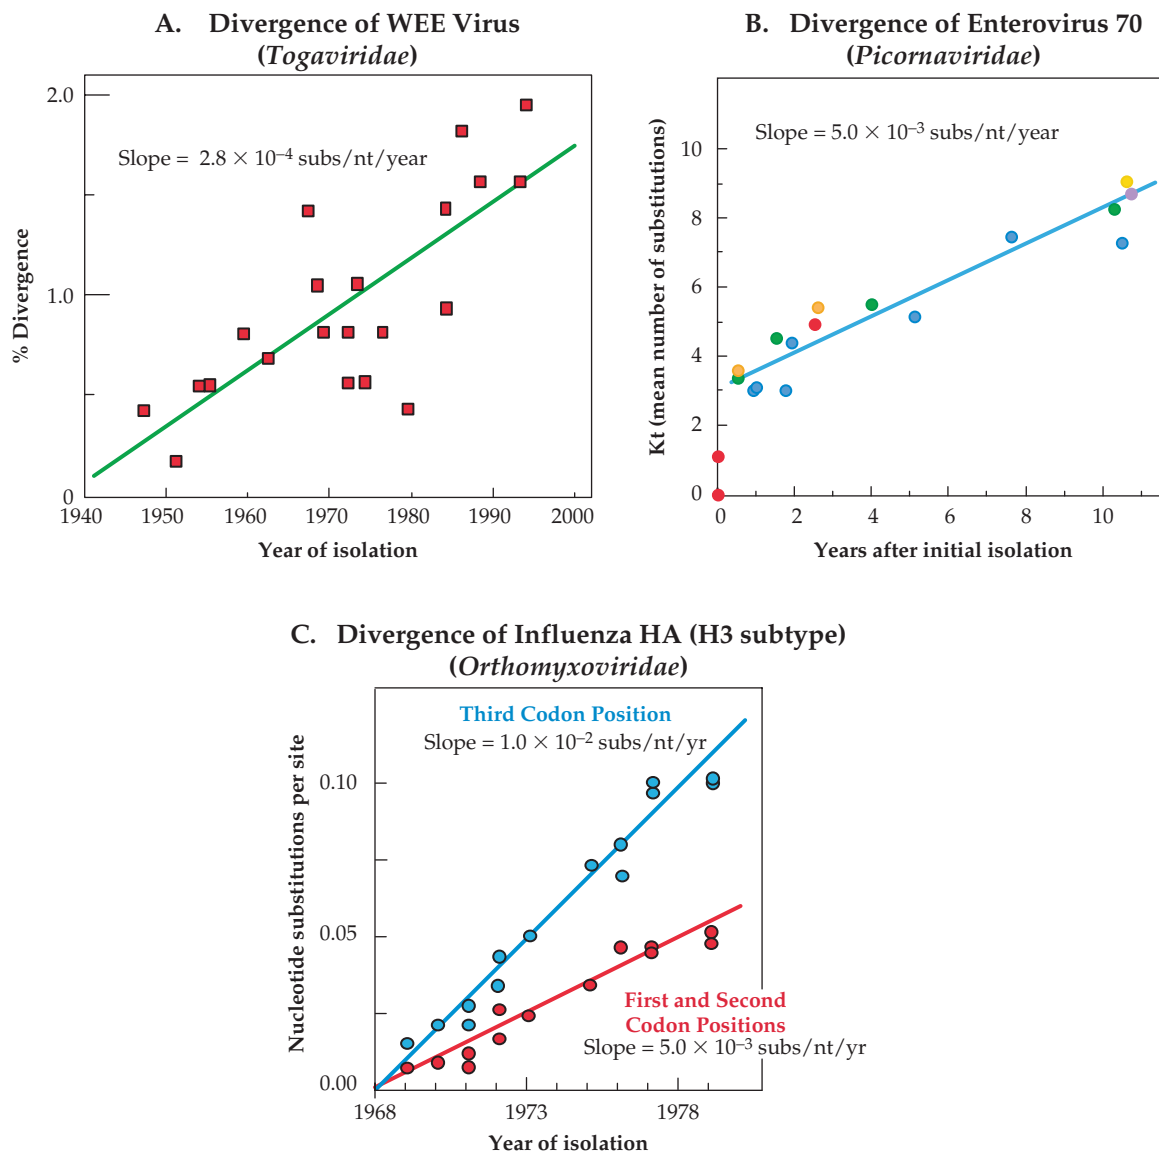 A. Divergence of WEE Virus
(Togaviridae)
2.0
Slope = 2.8 × 10–4 subs/nt/year
% Divergence
1.0
0
1940 1950 1960 1970 1980 1990 2000
Year of isolation
B. Divergence of Enterovirus 70
(Picornaviridae)
Slope = 5.0 × 10–3 subs/nt/year
Kt (mean number of substitutions)
10
8
6
4
2
0
0 2 4 6 8 10
Years after initial isolation
C. Divergence of Influenza HA (H3 subtype)
(Orthomyxoviridae)
Third Codon Position
Slope = 1.0 × 10–2 subs/nt/yr
Nucleotide substitutions per site
0.10
0.05
0.00
First and Second
Codon Positions
Slope = 5.0 × 10–3 subs/nt/yr
1968 1973 1978
Year of isolation